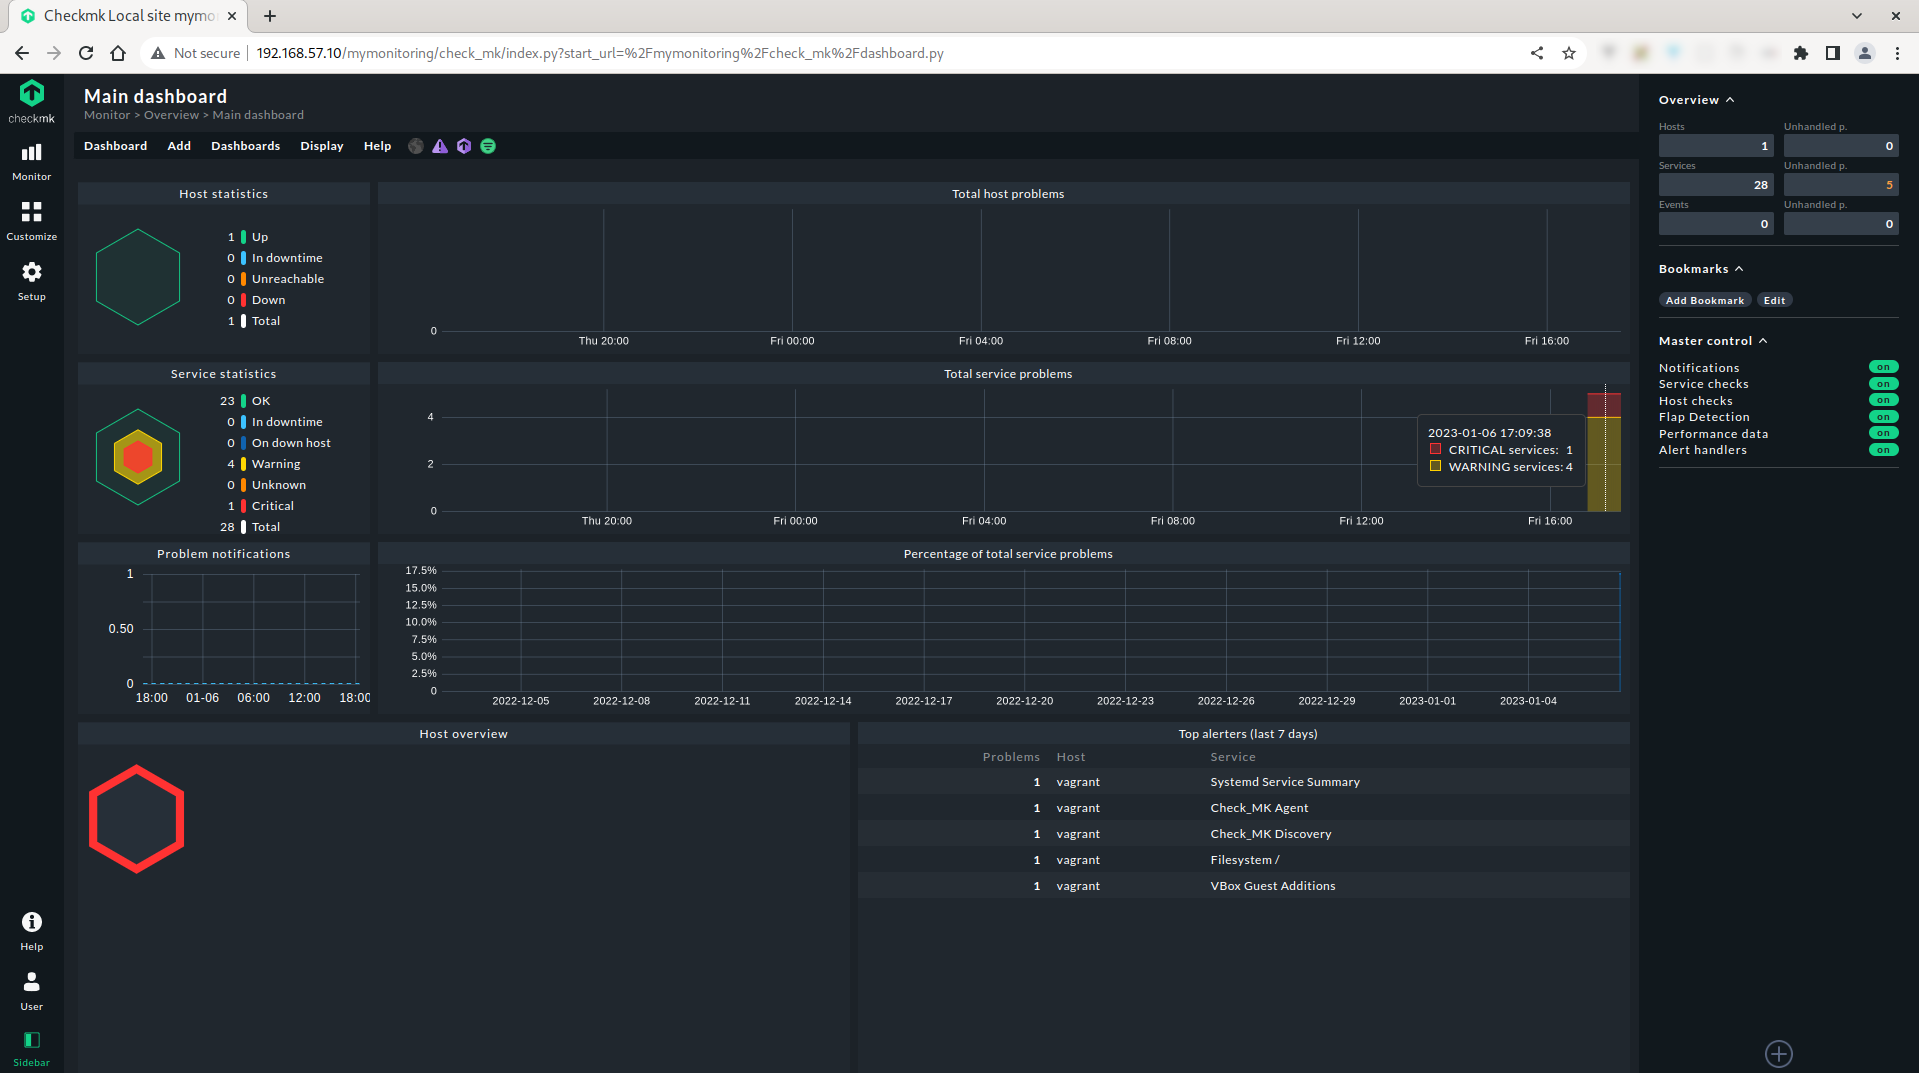 Checkmk Local site mymo
Not secure
192.168.57.10/mymonitoring/check_mk/index.py?start_url=%2Fmymonitoring%2Fcheck_mk%2Fdashboard.py
checkmk
Monitor
Customize
Setup
Help
User
Sidebar
Main dashboard
Monitor > Overview > Main dashboard
Dashboard Add Dashboards Display Help
Host statistics
1 Up
0 In downtime
0 Unreachable
0 Down
1 Total
Total host problems
0
Thu 20:00 Fri 00:00 Fri 04:00 Fri 08:00 Fri 12:00 Fri 16:00
Service statistics
23 OK
0 In downtime
0 On down host
4 Warning
0 Unknown
1 Critical
28 Total
Total service problems
4
2
0
Thu 20:00 Fri 00:00 Fri 04:00 Fri 08:00 Fri 12:00 Fri 16:00
2023-01-06 17:09:38
CRITICAL services: 1
WARNING services: 4
Problem notifications
1
0.50
0
18:00 01-06 06:00 12:00 18:00
Percentage of total service problems
17.5%
15.0%
12.5%
10.0%
7.5%
5.0%
2.5%
0
2022-12-05 2022-12-08 2022-12-11 2022-12-14 2022-12-17 2022-12-20 2022-12-23 2022-12-26 2022-12-29 2023-01-01 2023-01-04
Host overview
Top alerters (last 7 days)
Problems Host Service
1 vagrant Systemd Service Summary
1 vagrant Check_MK Agent
1 vagrant Check_MK Discovery
1 vagrant Filesystem /
1 vagrant VBox Guest Additions
Overview
Hosts Unhandled p.
1 0
Services Unhandled p.
28 5
Events Unhandled p.
0 0
Bookmarks
Add Bookmark Edit
Master control
Notifications on
Service checks on
Host checks on
Flap Detection on
Performance data on
Alert handlers on